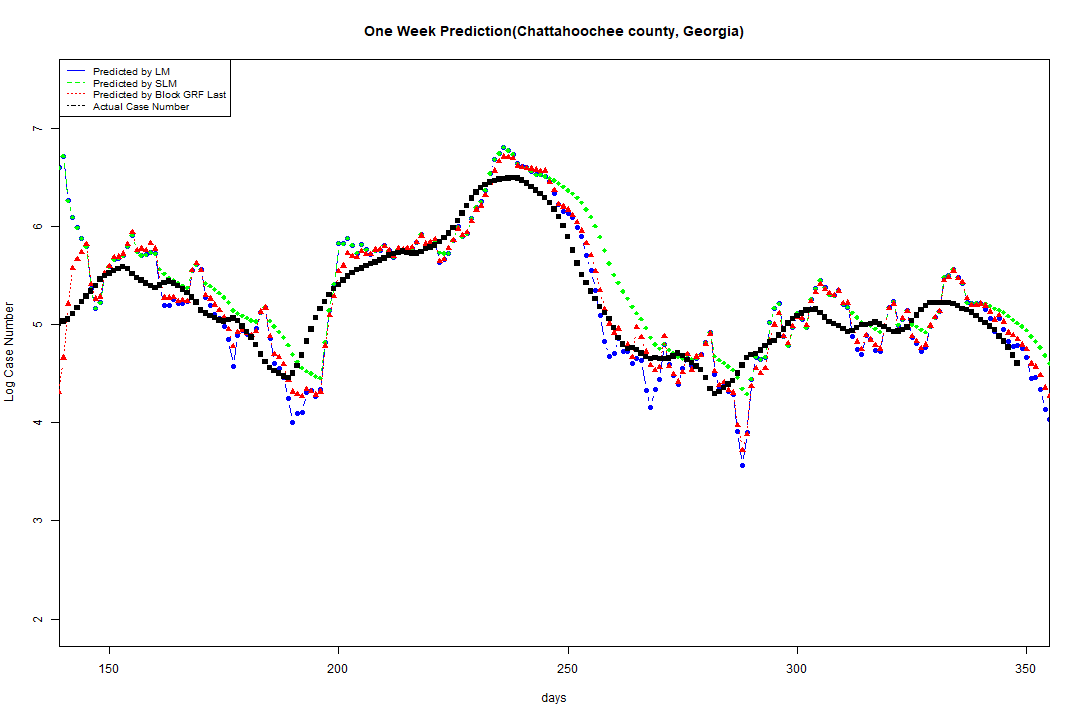 One Week Prediction(Chattahoochee county, Georgia)
Predicted by LM
Predicted by SLM
Predicted by Block GRF Last
Actual Case Number
7
6
5
4
3
2
Log Case Number
150 200 250 300 350
days